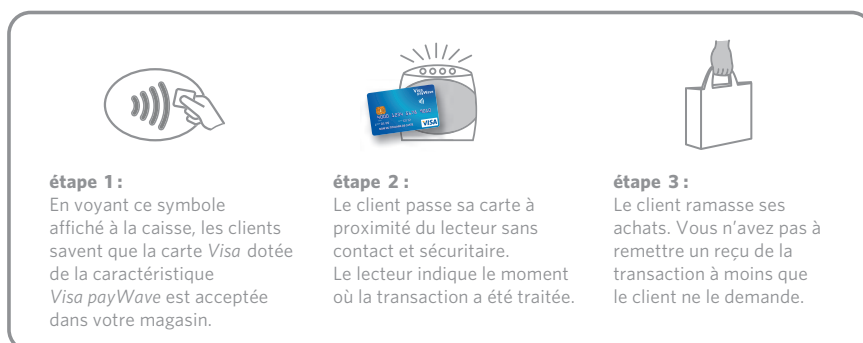 Visa
payWave
VISA
étape 1 :
En voyant ce symbole
affiché à la caisse, les clients
savent que la carte Visa dotée
de la caractéristique
Visa payWave est acceptée
dans votre magasin.
étape 2 :
Le client passe sa carte à
proximité du lecteur sans
contact et sécuritaire.
Le lecteur indique le moment
où la transaction a été traitée.
étape 3 :
Le client ramasse ses
achats. Vous n’avez pas à
remettre un reçu de la
transaction à moins que
le client ne le demande.